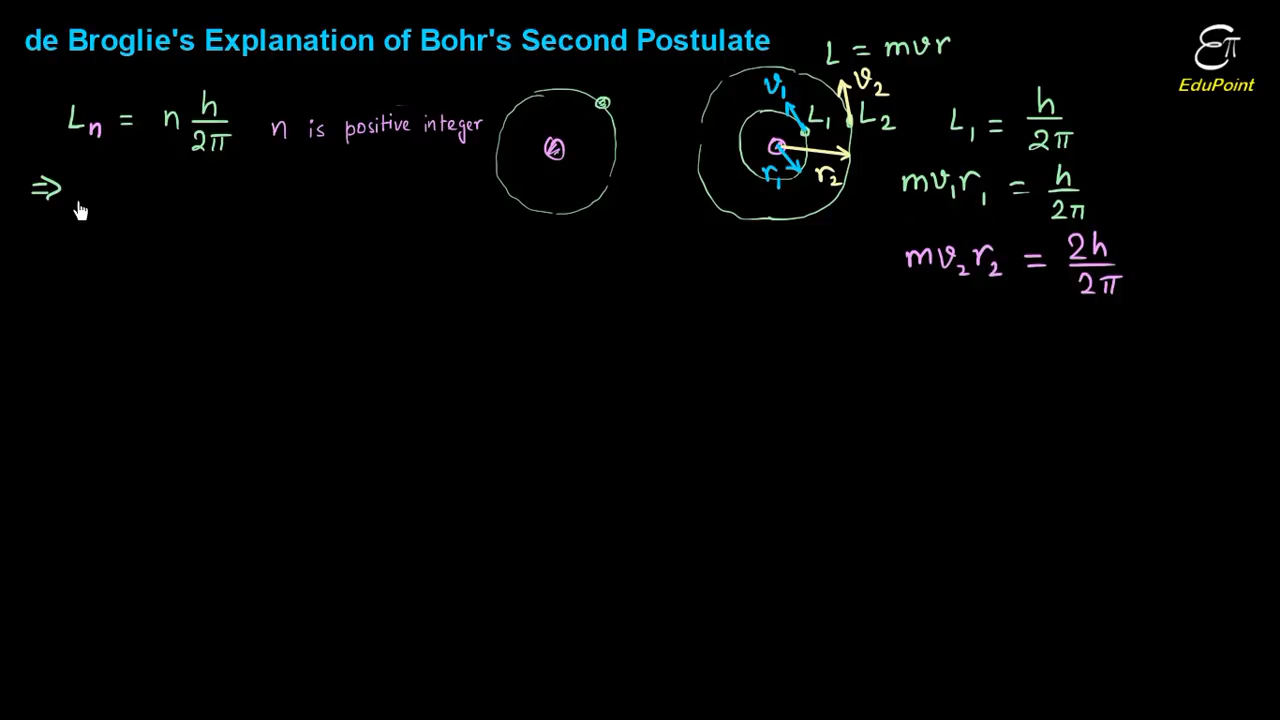 de Broglie's Explanation of Bohr's Second Postulate
L = mvr
Eπ
EduPoint
Lₙ = n h/2π n is positive integer
v₁ v₂
L₁ L₂
r₁ r₂
L₁ = h/2π
mv₁r₁ = h/2π
⇒
mv₂r₂ = 2h/2π